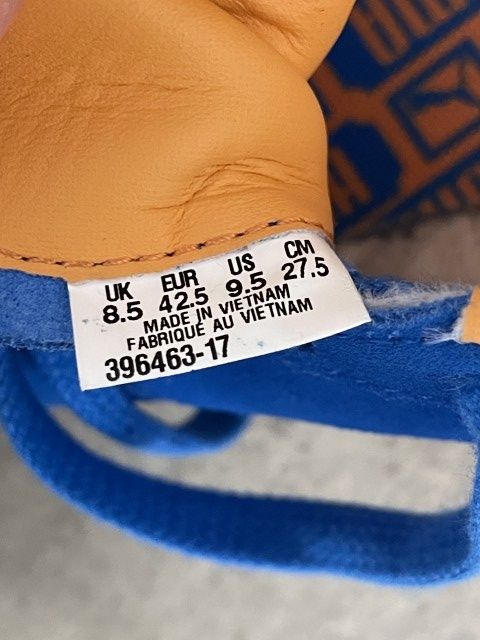 UK EUR US CM
8.5 42.5 9.5 27.5
MADE IN VIETNAM
FABRIQUÉ AU VIETNAM
396463-17